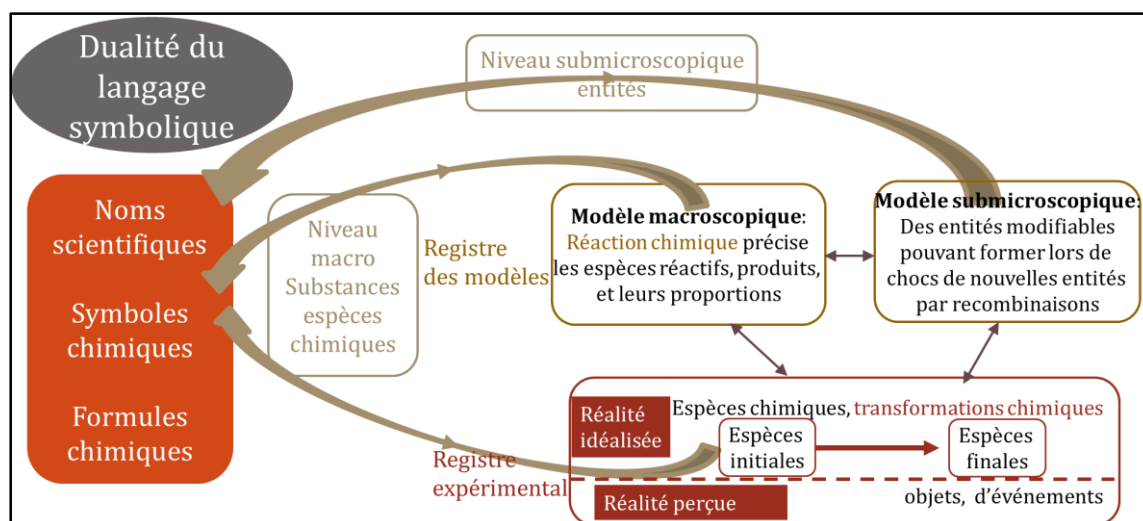 Dualité du
langage
symbolique
Niveau submicroscopique
entités
Noms
scientifiques
Symboles
chimiques
Formules
chimiques
Niveau
macro
Substances
espèces
chimiques
Registre
des modèles
Modèle macroscopique:
Réaction chimique précise
les espèces réactifs, produits,
et leurs proportions
Modèle submicroscopique:
Des entités modifiables
pouvant former lors de
chocs de nouvelles entités
par recombinaisons
Registre
expérimental
Réalité
idéalisée
Espèces chimiques, transformations chimiques
Espèces
initiales
Espèces
finales
Réalité perçue
objets, d'événements